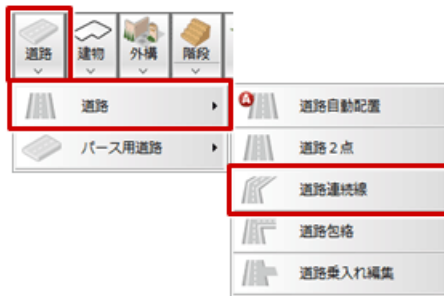 道路 建物 外構 階段
道路
パース用道路
A 道路自動配置
道路2点
道路連続線
道路包絡
道路乗入れ編集